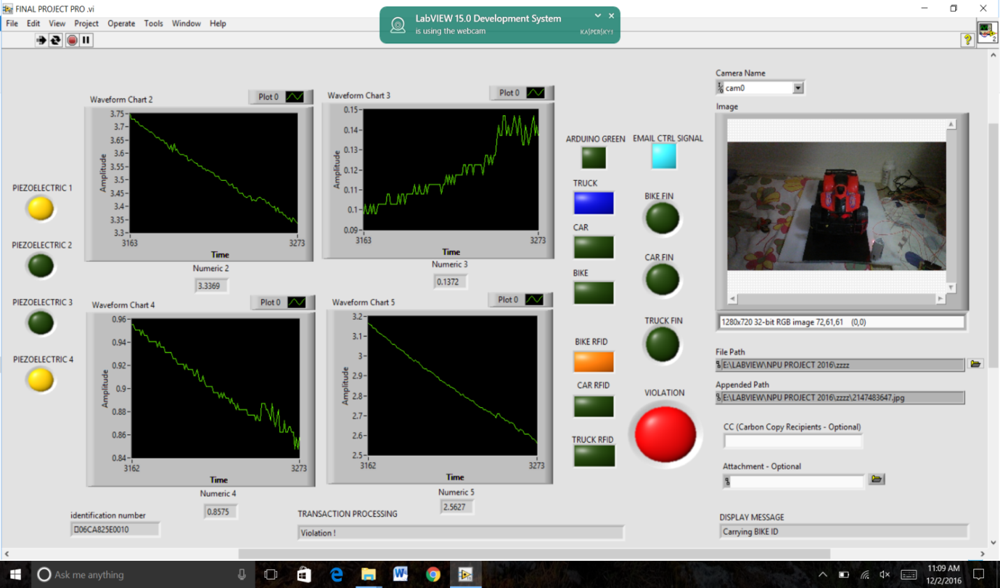 FINAL PROJECT PRO .vi
LabVIEW 15.0 Development System
is using the webcam
KASPERSKY
File Edit View Project Operate Tools Window Help
2
Camera Name
cam0
Image
Waveform Chart 2
Plot 0
3.75
3.7
3.65
3.6
3.55
3.5
3.45
3.4
3.35
3.3
Amplitude
3163
3273
Time
Numeric 2
3.3369
Waveform Chart 3
Plot 0
0.15
0.14
0.13
0.12
0.11
0.1
0.09
Amplitude
3163
3273
Time
Numeric 3
0.1372
PIEZOELECTRIC 1
PIEZOELECTRIC 2
PIEZOELECTRIC 3
PIEZOELECTRIC 4
Waveform Chart 4
Plot 0
0.96
0.94
0.92
0.9
0.88
0.86
0.84
Amplitude
3162
3273
Time
Numeric 4
0.8575
Waveform Chart 5
Plot 0
3.2
3.1
3
2.9
2.8
2.7
2.6
2.5
Amplitude
3162
3273
Time
Numeric 5
2.5627
ARDUINO GREEN
EMAIL CTRL SIGNAL
TRUCK
CAR
BIKE
BIKE RFID
CAR RFID
TRUCK RFID
BIKE FIN
CAR FIN
TRUCK FIN
VIOLATION
1280x720 32-bit RGB image 72,61,61 (0,0)
File Path
E:\LABVIEW\NPU PROJECT 2016\zzzz
Appended Path
E:\LABVIEW\NPU PROJECT 2016\zzzz\2147483647.jpg
CC (Carbon Copy Recipients - Optional)
Attachment - Optional
identification number
06CA825E0010
TRANSACTION PROCESSING
Violation !
DISPLAY MESSAGE
Carrying BIKE ID
Ask me anything
11:09 AM
12/2/2016